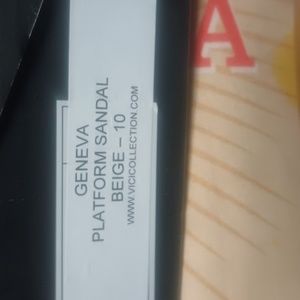 GENEVA
PLATFORM SANDAL
BEIGE – 10
WWW.VICICOLLECTION.COM
A